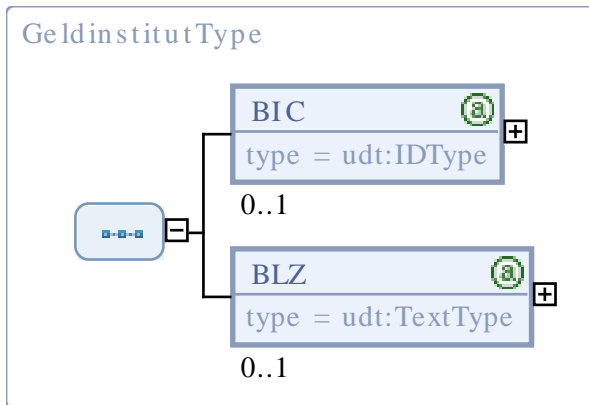 GeldinstitutType
BIC @
type = udt:IDType
0..1
BLZ @
type = udt:TextType
0..1